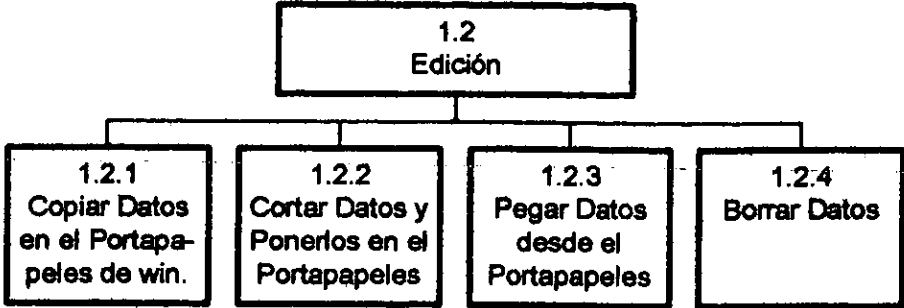 1.2
Edición
1.2.1
Copiar Datos
en el Portapa-
peles de win.
1.2.2
Cortar Datos y
Ponerlos en el
Portapapeles
1.2.3
Pegar Datos
desde el
Portapapeles
1.2.4
Borrar Datos